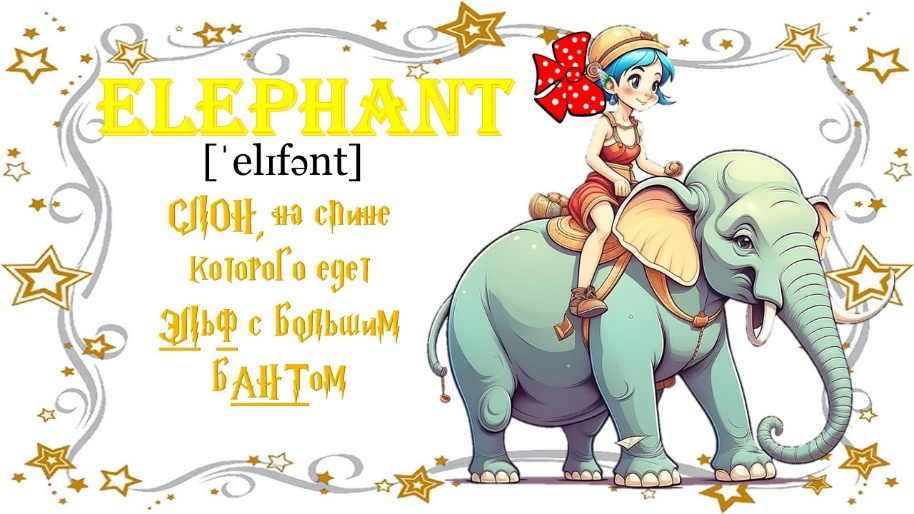 ELEPHANT
[ˈelɪfənt]
СЛОН, на спине
которого едет
ЭЛЬФ с большим
бАНТом